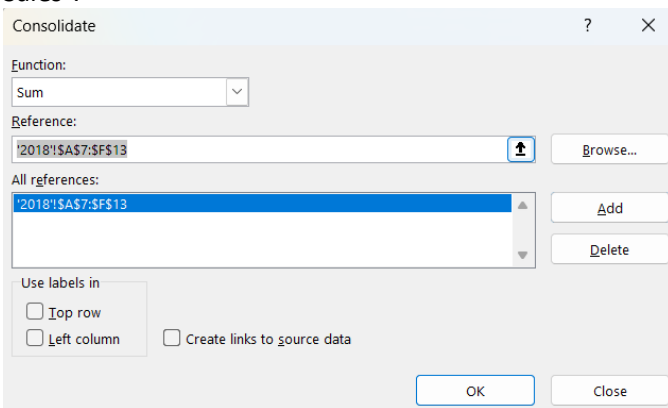 Consolidate ? X
Function:
Sum
Reference:
'2018'!$A$7:$F$13
Browse...
All references:
'2018'!$A$7:$F$13
Add
Delete
Use labels in
Top row
Left column Create links to source data
OK Close